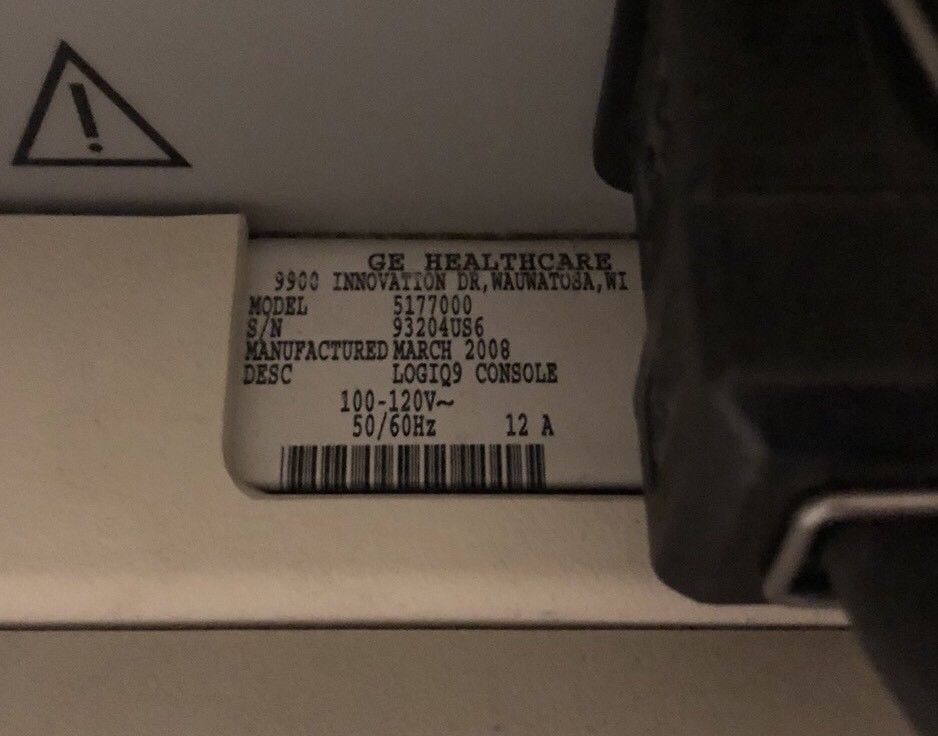 !
GE HEALTHCARE
9900 INNOVATION DR,WAUWATOSA,WI
MODEL 5177000
S/N 93204US6
MANUFACTURED MARCH 2008
DESC LOGIQ9 CONSOLE
100-120V~
50/60Hz 12 A